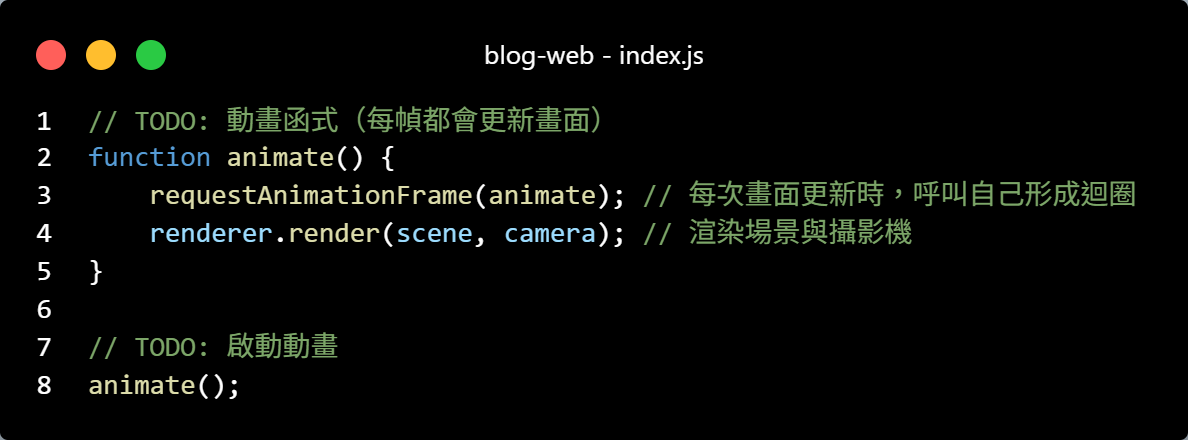 blog-web - index.js
1 // TODO: 動畫函式（每幀都會更新畫面）
2 function animate() {
3     requestAnimationFrame(animate); // 每次畫面更新時，呼叫自己形成迴圈
4     renderer.render(scene, camera); // 渲染場景與攝影機
5 }
6
7 // TODO: 啟動動畫
8 animate();